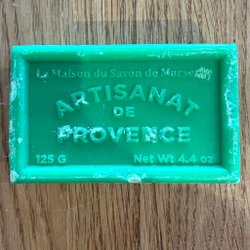 La Maison du Savon de Marseille
ARTISANAT
DE
PROVENCE
125 G Net Wt 4.4 oz